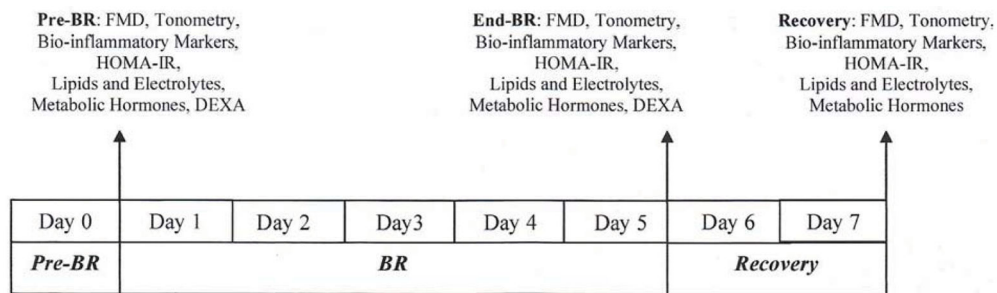 Pre-BR: FMD, Tonometry,
Bio-inflammatory Markers,
HOMA-IR,
Lipids and Electrolytes,
Metabolic Hormones, DEXA
End-BR: FMD, Tonometry,
Bio-inflammatory Markers,
HOMA-IR,
Lipids and Electrolytes,
Metabolic Hormones, DEXA
Recovery: FMD, Tonometry,
Bio-inflammatory Markers,
HOMA-IR,
Lipids and Electrolytes,
Metabolic Hormones
Day 0 Day 1 Day 2 Day3 Day 4 Day 5 Day 6 Day 7
Pre-BR BR Recovery